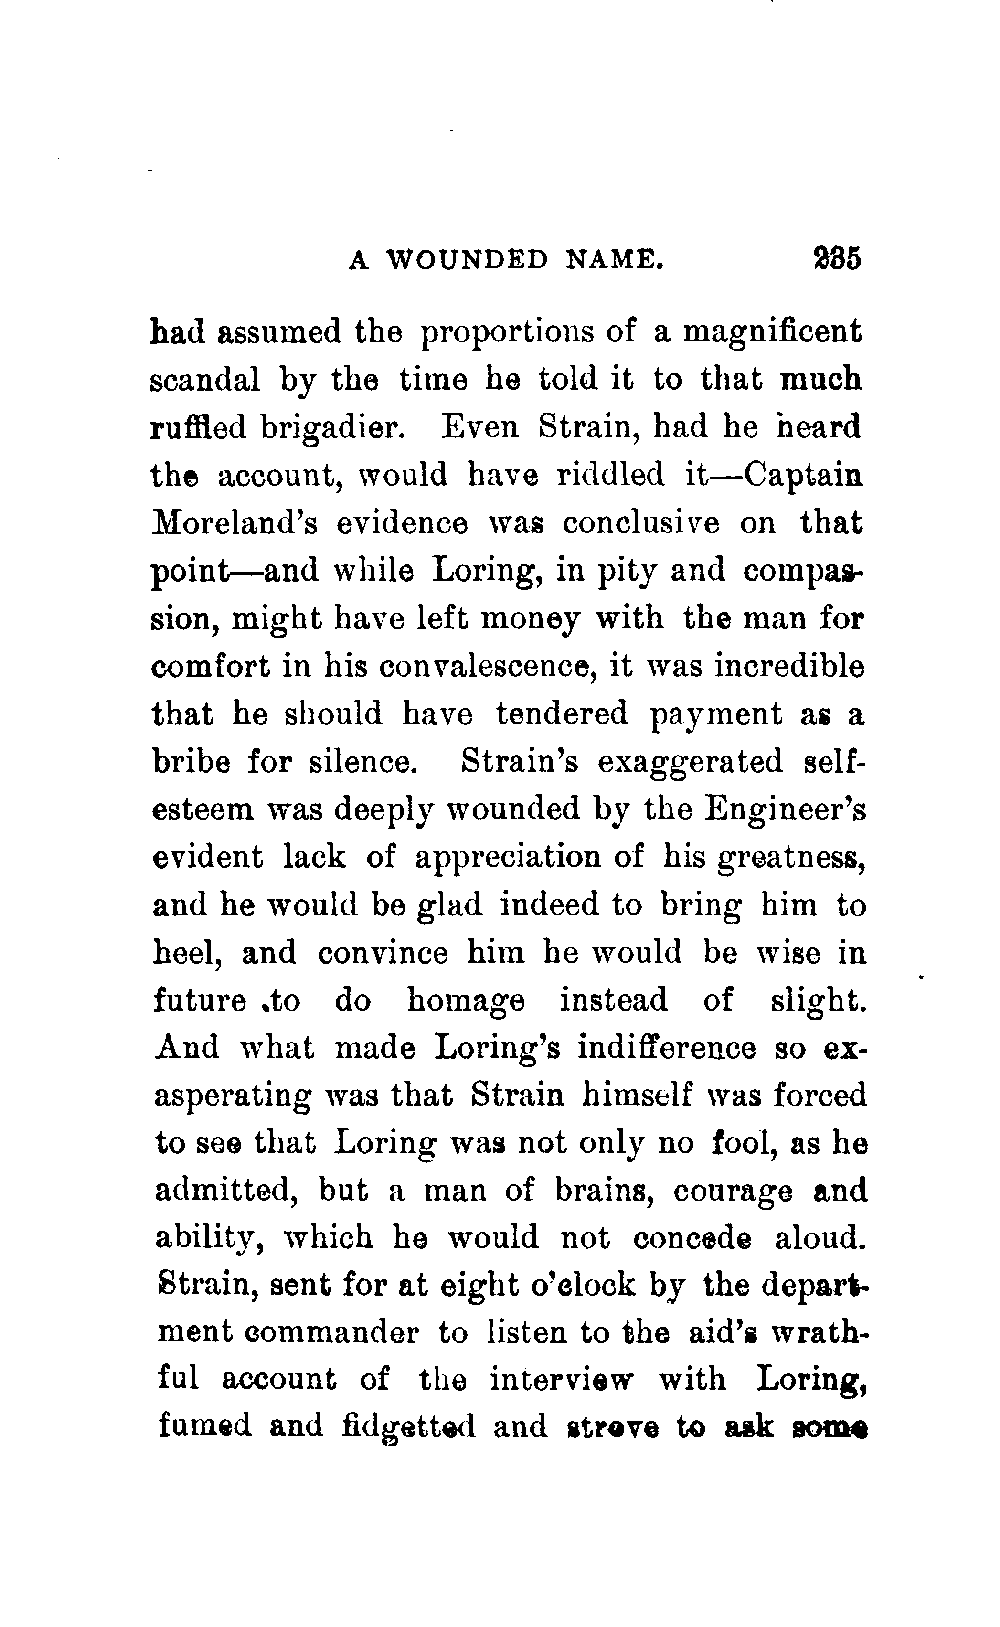 A WOUNDED NAME. 235
had assumed the proportions of a magnificent
scandal by the time he told it to that much
ruffled brigadier. Even Strain, had he heard
the account, would have riddled it—Captain
Moreland's evidence was conclusive on that
point—and while Loring, in pity and compas-
sion, might have left money with the man for
comfort in his convalescence, it was incredible
that he should have tendered payment as a
bribe for silence. Strain's exaggerated self-
esteem was deeply wounded by the Engineer's
evident lack of appreciation of his greatness,
and he would be glad indeed to bring him to
heel, and convince him he would be wise in
future to do homage instead of slight.
And what made Loring's indifference so ex-
asperating was that Strain himself was forced
to see that Loring was not only no fool, as he
admitted, but a man of brains, courage and
ability, which he would not concede aloud.
Strain, sent for at eight o'clock by the depart-
ment commander to listen to the aid's wrath-
ful account of the interview with Loring,
fumed and fidgetted and strove to ask some